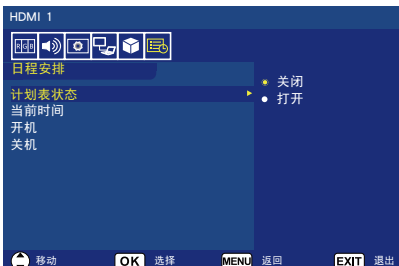 HDMI 1
RGB
日程安排
计划表状态
当前时间
开机
关机
关闭
打开
移动 OK 选择 MENU 返回 EXIT 退出